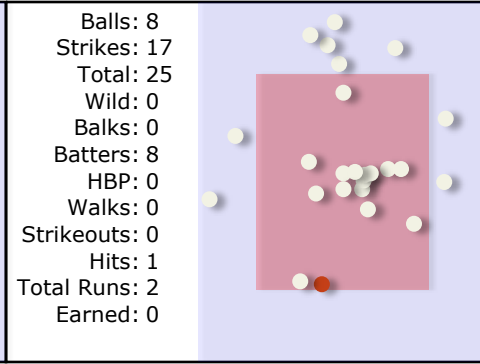 Balls: 8
Strikes: 17
Total: 25
Wild: 0
Balks: 0
Batters: 8
HBP: 0
Walks: 0
Strikeouts: 0
Hits: 1
Total Runs: 2
Earned: 0